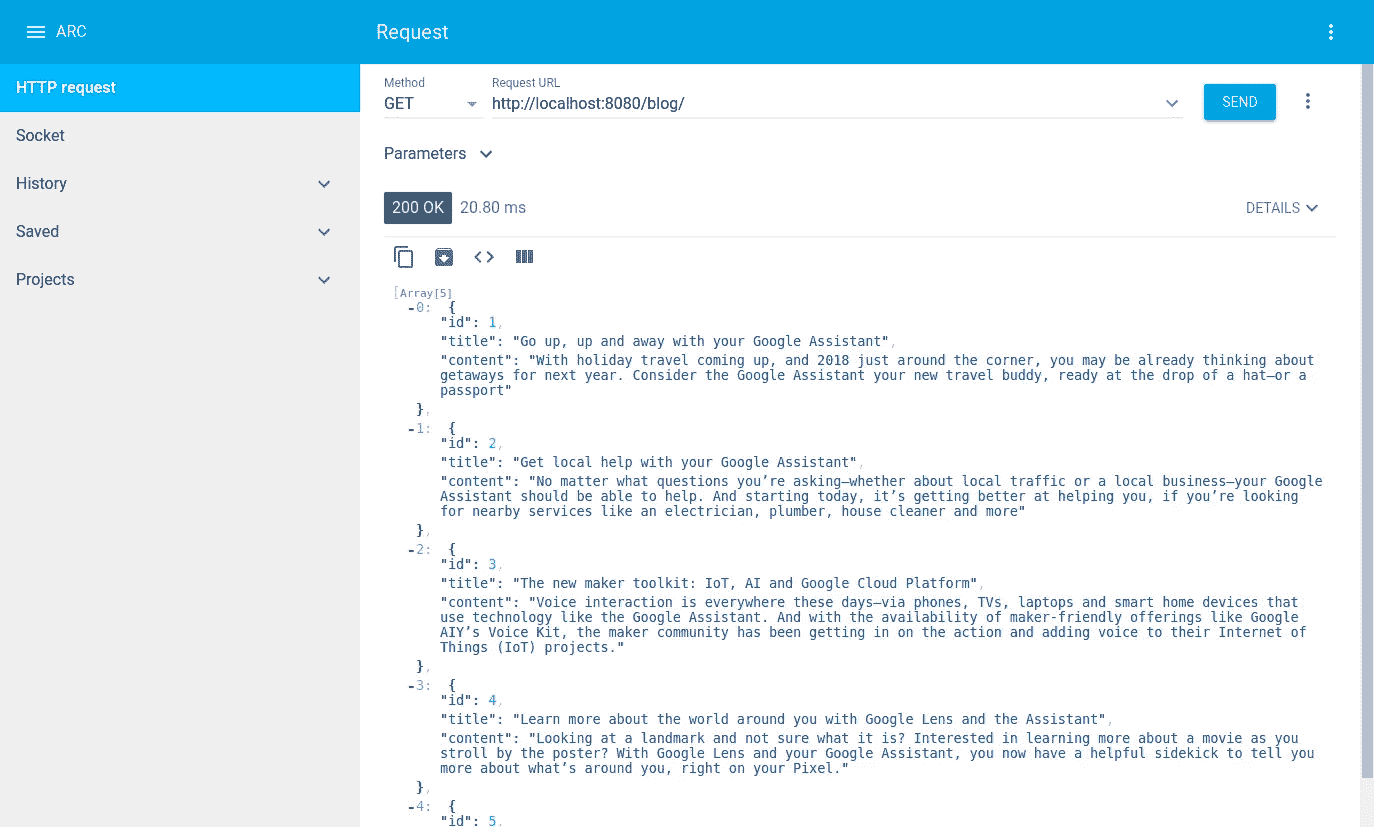 ARC
Request
HTTP request
Socket
History
Saved
Projects
Method
Request URL
GET
http://localhost:8080/blog/
SEND
Parameters
200 OK
20.80 ms
DETAILS
[Array[5]
-0: {
"id": 1,
"title": "Go up, up and away with your Google Assistant",
"content": "With holiday travel coming up, and 2018 just around the corner, you may be already thinking about
getaways for next year. Consider the Google Assistant your new travel buddy, ready at the drop of a hat—or a
passport"
},
-1: {
"id": 2,
"title": "Get local help with your Google Assistant",
"content": "No matter what questions you’re asking—whether about local traffic or a local business—your Google
Assistant should be able to help. And starting today, it’s getting better at helping you, if you’re looking
for nearby services like an electrician, plumber, house cleaner and more"
},
-2: {
"id": 3,
"title": "The new maker toolkit: IoT, AI and Google Cloud Platform",
"content": "Voice interaction is everywhere these days—via phones, TVs, laptops and smart home devices that
use technology like the Google Assistant. And with the availability of maker-friendly offerings like Google
AIY’s Voice Kit, the maker community has been getting in on the action and adding voice to their Internet of
Things (IoT) projects."
},
-3: {
"id": 4,
"title": "Learn more about the world around you with Google Lens and the Assistant",
"content": "Looking at a landmark and not sure what it is? Interested in learning more about a movie as you
stroll by the poster? With Google Lens and your Google Assistant, you now have a helpful sidekick to tell you
more about what’s around you, right on your Pixel."
},
-4: {
"id": 5,